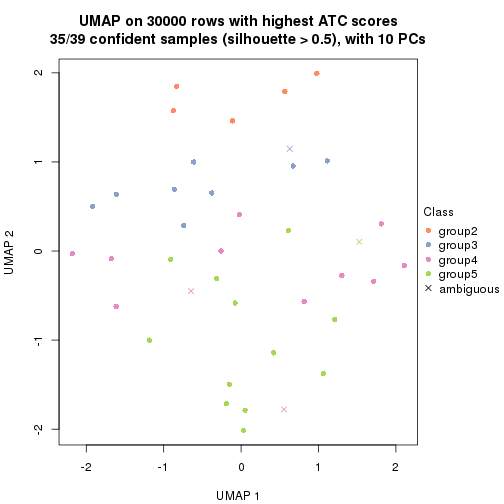 UMAP on 30000 rows with highest ATC scores
35/39 confident samples (silhouette > 0.5), with 10 PCs
2
1
0
-1
-2
UMAP 2
-2
-1
0
1
2
UMAP 1
Class
group2
group3
group4
group5
ambiguous